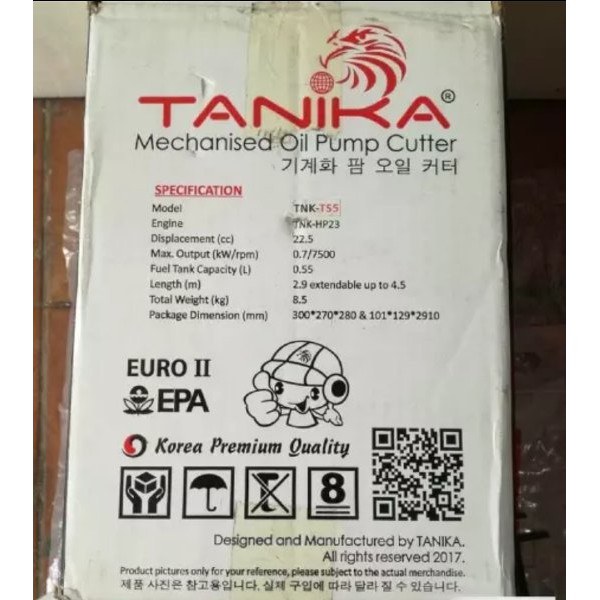 TANIKA®
Mechanised Oil Pump Cutter
기계화 팜 오일 커터
SPECIFICATION
Model TNK-T55
Engine TNK-HP23
Displacement (cc) 22.5
Max. Output (kW/rpm) 0.7/7500
Fuel Tank Capacity (L) 0.55
Length (m) 2.9 extendable up to 4.5
Total Weight (kg) 8.5
Package Dimension (mm) 300*270*280 & 101*129*2910
EURO II
EPA
Korea Premium Quality
8
Designed and Manufactured by TANIKA.
All rights reserved 2017.
Product pictures only for your reference, please subject to the actual merchandise.
제품 사진은 참고용입니다. 실제 구입에 따라 달라 질 수 있습니다.